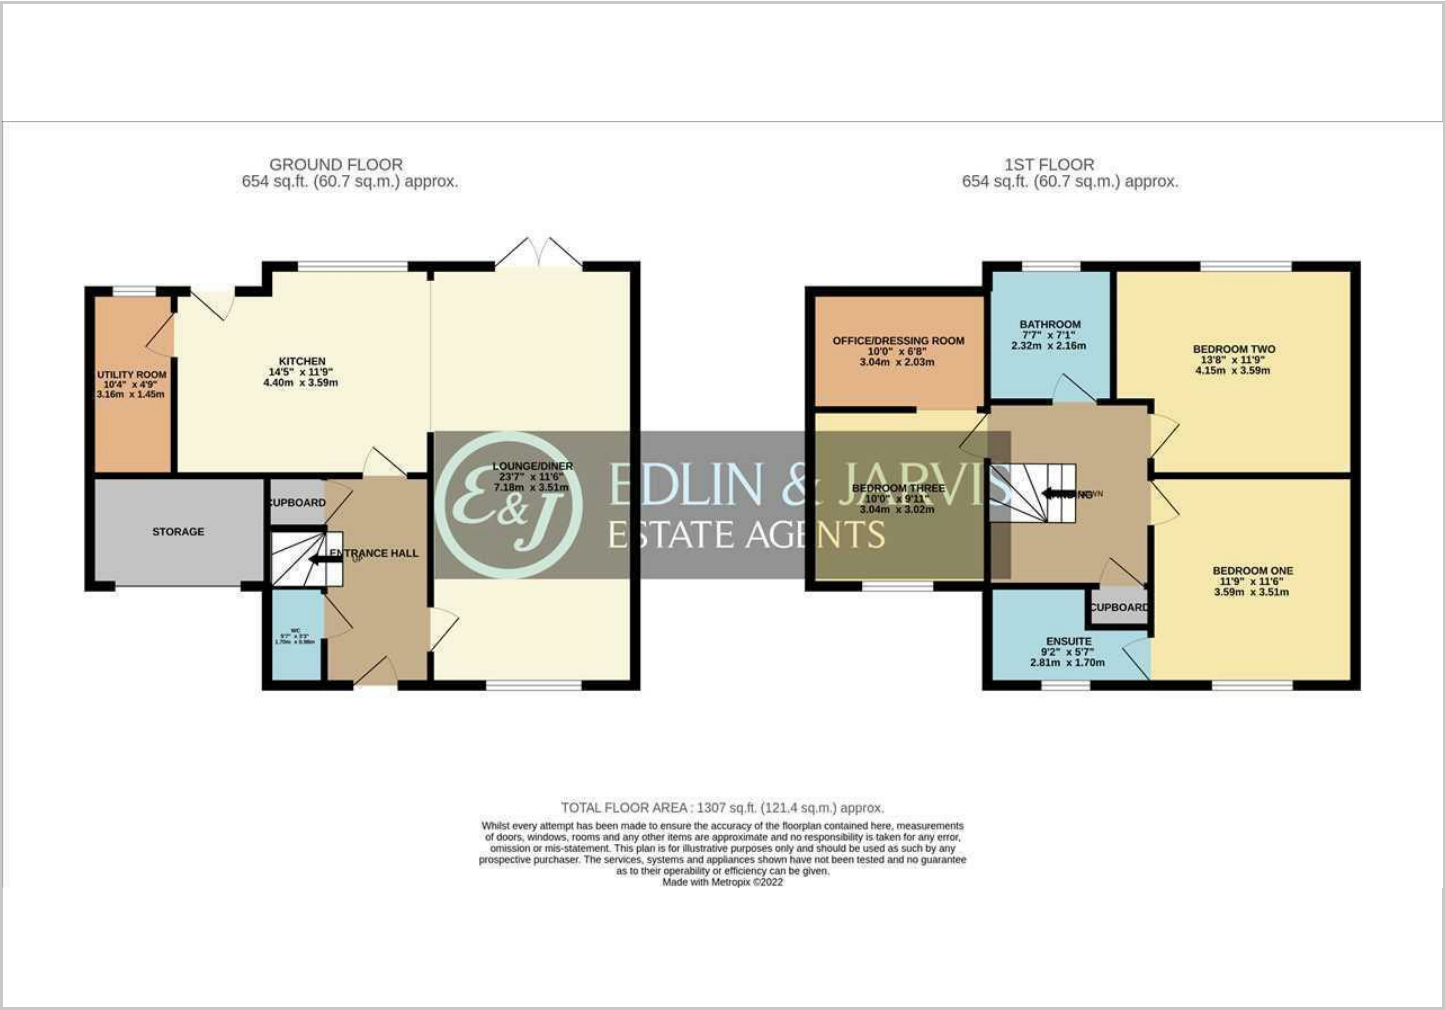 GROUND FLOOR
654 sq.ft. (60.7 sq.m.) approx.
1ST FLOOR
654 sq.ft. (60.7 sq.m.) approx.
UTILITY ROOM
10'4" x 4'9"
3.16m x 1.45m
KITCHEN
14'5" x 11'9"
4.40m x 3.59m
LOUNGE/DINER
23'7" x 11'6"
7.18m x 3.51m
STORAGE
CUPBOARD
ENTRANCE HALL
UP
WC
5'7" x 3'3"
1.70m x 0.98m
OFFICE/DRESSING ROOM
10'0" x 6'8"
3.04m x 2.03m
BATHROOM
7'7" x 7'1"
2.32m x 2.16m
BEDROOM TWO
13'8" x 11'9"
4.15m x 3.59m
BEDROOM THREE
10'0" x 9'11"
3.04m x 3.02m
BEDROOM ONE
11'9" x 11'6"
3.59m x 3.51m
CUPBOARD
ENSUITE
9'2" x 5'7"
2.81m x 1.70m
E&J
EDLIN & JARVIS
ESTATE AGENTS
TOTAL FLOOR AREA : 1307 sq.ft. (121.4 sq.m.) approx.
Whilst every attempt has been made to ensure the accuracy of the floorplan contained here, measurements
of doors, windows, rooms and any other items are approximate and no responsibility is taken for any error,
omission or mis-statement. This plan is for illustrative purposes only and should be used as such by any
prospective purchaser. The services, systems and appliances shown have not been tested and no guarantee
as to their operability or efficiency can be given.
Made with Metropix ©2022